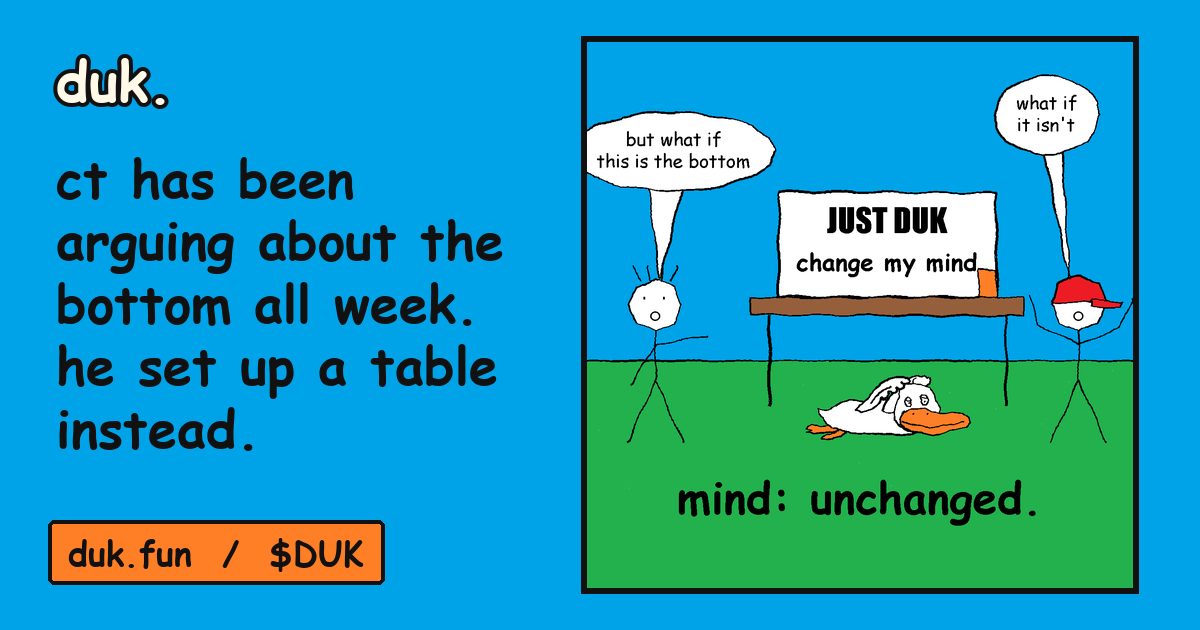 duk.
ct has been
arguing about the
bottom all week.
he set up a table
instead.
duk.fun / $DUK
but what if
this is the bottom
what if
it isn't
JUST DUK
change my mind
mind: unchanged.